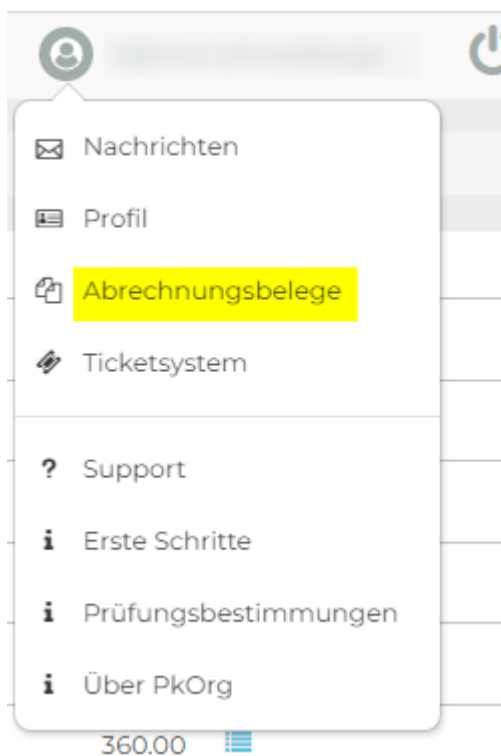 Nachrichten
Profil
Abrechnungsbelege
Ticketsystem
? Support
i Erste Schritte
i Prüfungsbestimmungen
i Über PkOrg
360.00